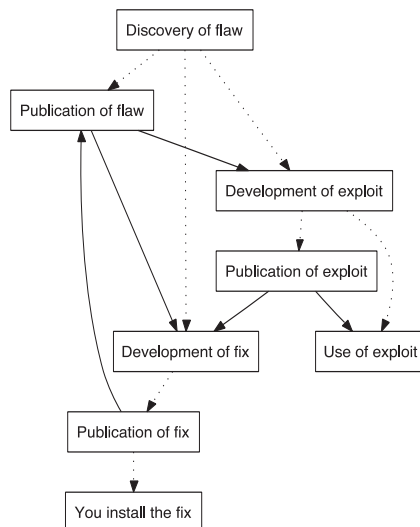 Discovery of flaw
Publication of flaw
Development of exploit
Publication of exploit
Development of fix
Use of exploit
Publication of fix
You install the fix